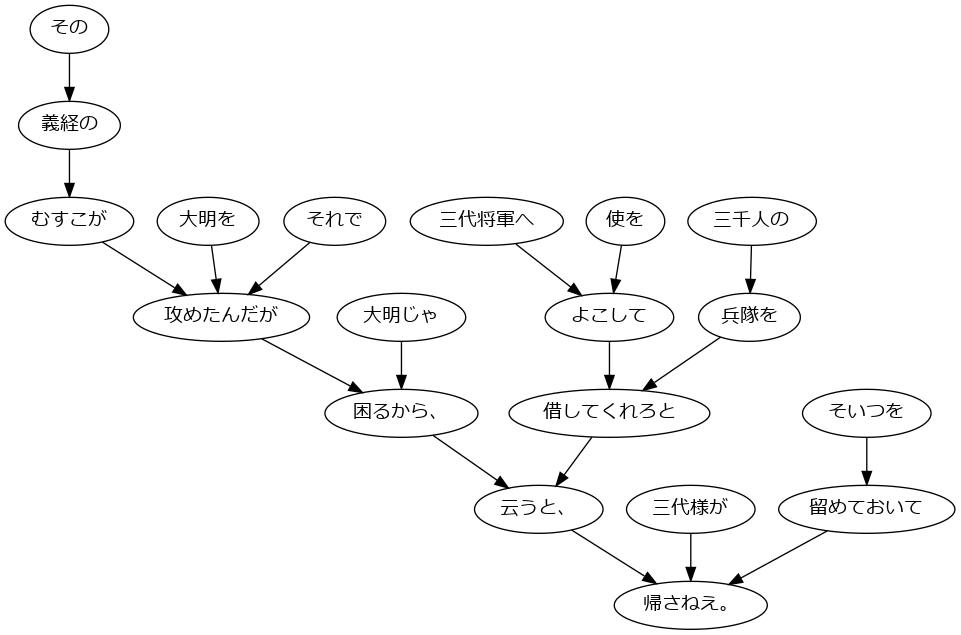 その
義経の
むすこが
大明を
それで
三代将軍へ
使を
三千人の
攻めたんだが
大明じゃ
よこして
兵隊を
困るから、
借してくれろと
そいつを
云うと、
三代様が
留めておいて
帰さねえ。